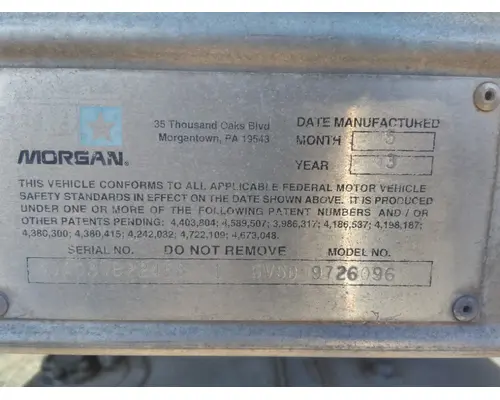 35 Thousand Oaks Blvd
Morgantown, PA 19543
DATE MANUFACTURED
MONTH 5
YEAR 3
MORGAN.
THIS VEHICLE CONFORMS TO ALL APPLICABLE FEDERAL MOTOR VEHICLE
SAFETY STANDARDS IN EFFECT ON THE DATE SHOWN ABOVE. IT IS PRODUCED
UNDER ONE OR MORE OF THE FOLLOWING PATENT NUMBERS AND / OR
OTHER PATENTS PENDING: 4,403,804; 4,589,507; 3,986,317; 4,186,537; 4,198,187;
4,380,300; 4,380,415; 4,242,032; 4,722,109; 4,673,048.
SERIAL NO. DO NOT REMOVE MODEL NO.
9726096